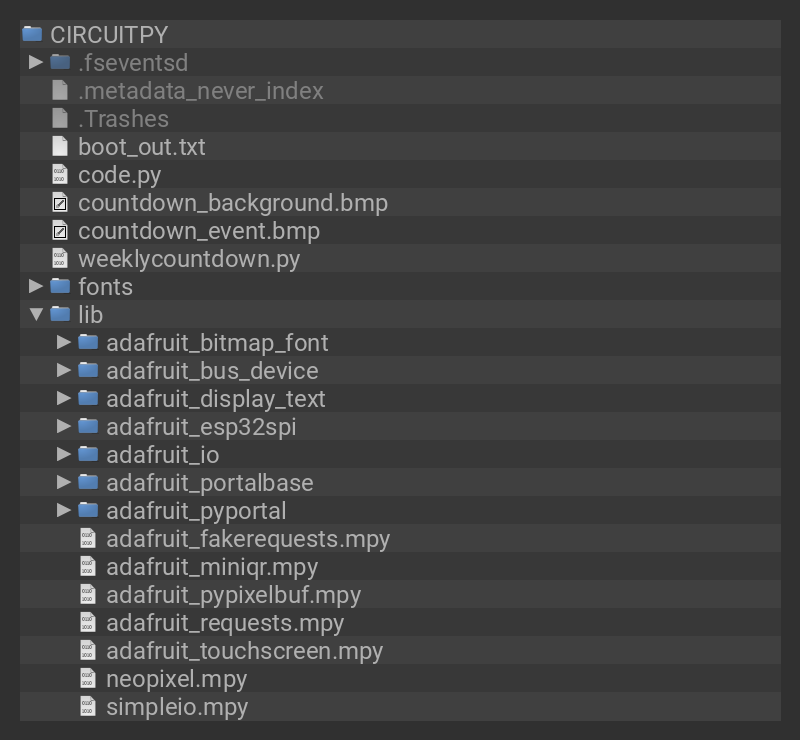 CIRCUITPY
.fseventsd
.metadata_never_index
.Trashes
boot_out.txt
code.py
countdown_background.bmp
countdown_event.bmp
weeklycountdown.py
fonts
lib
adafruit_bitmap_font
adafruit_bus_device
adafruit_display_text
adafruit_esp32spi
adafruit_io
adafruit_portalbase
adafruit_pyportal
adafruit_fakerequests.mpy
adafruit_miniqr.mpy
adafruit_pypixelbuf.mpy
adafruit_requests.mpy
adafruit_touchscreen.mpy
neopixel.mpy
simpleio.mpy